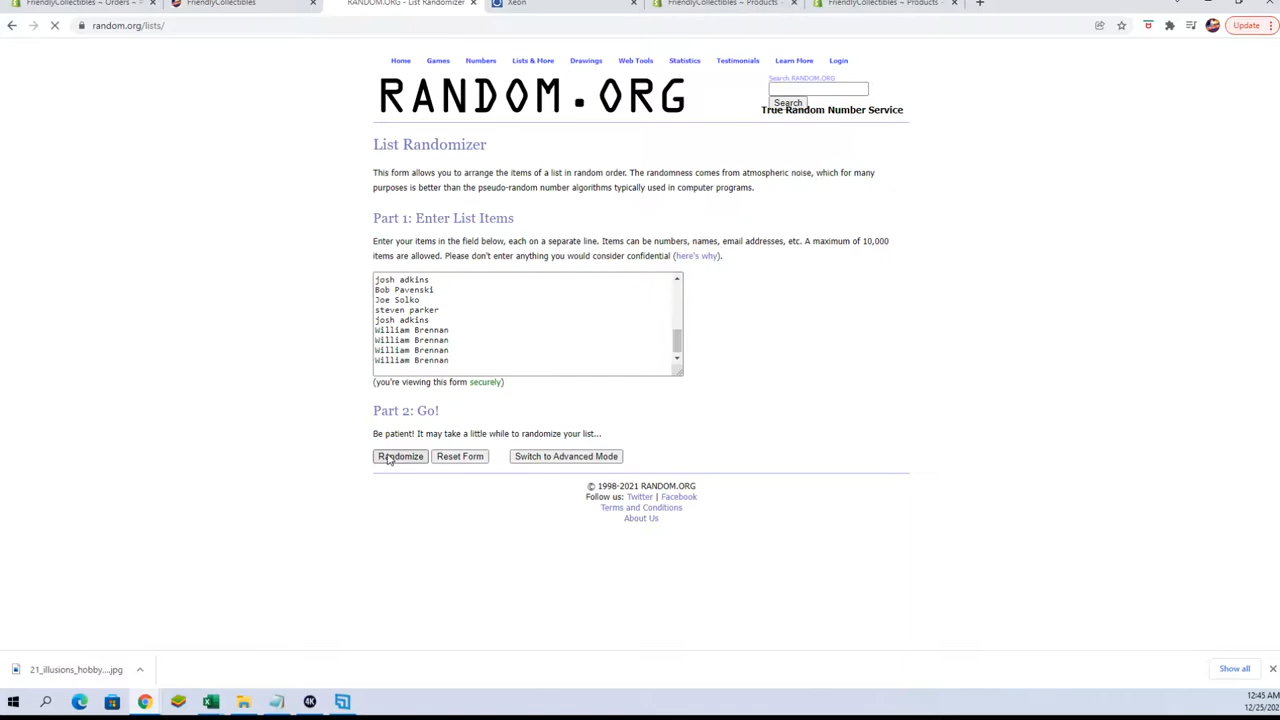 FriendlyCollectibles ~ Orders ~
FriendlyCollectibles
RANDOM.ORG - List Randomizer
Xeon
FriendlyCollectibles ~ Products ~
FriendlyCollectibles ~ Products ~
random.org/lists/
Update
Home Games Numbers Lists & More Drawings Web Tools Statistics Testimonials Learn More Login
RANDOM.ORG
Search RANDOM.ORG
Search
True Random Number Service
List Randomizer
This form allows you to arrange the items of a list in random order. The randomness comes from atmospheric noise, which for many
purposes is better than the pseudo-random number algorithms typically used in computer programs.
Part 1: Enter List Items
Enter your items in the field below, each on a separate line. Items can be numbers, names, email addresses, etc. A maximum of 10,000
items are allowed. Please don't enter anything you would consider confidential (here's why).
josh adkins
Bob Pavenski
Joe Solko
steven parker
josh adkins
William Brennan
William Brennan
William Brennan
William Brennan
(you're viewing this form securely)
Part 2: Go!
Be patient! It may take a little while to randomize your list...
Randomize Reset Form Switch to Advanced Mode
© 1998-2021 RANDOM.ORG
Follow us: Twitter | Facebook
Terms and Conditions
About Us
21_illusions_hobby....jpg
Show all
4K
12:45 AM
12/25/202